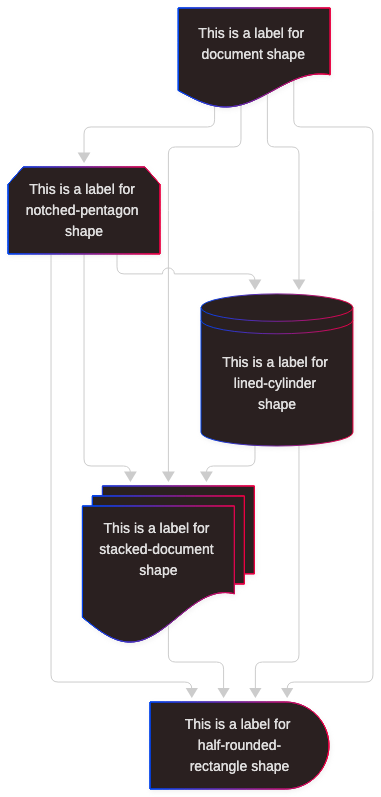 This is a label for
document shape
This is a label for
notched-pentagon
shape
This is a label for
lined-cylinder
shape
This is a label for
stacked-document
shape
This is a label for
half-rounded-
rectangle shape